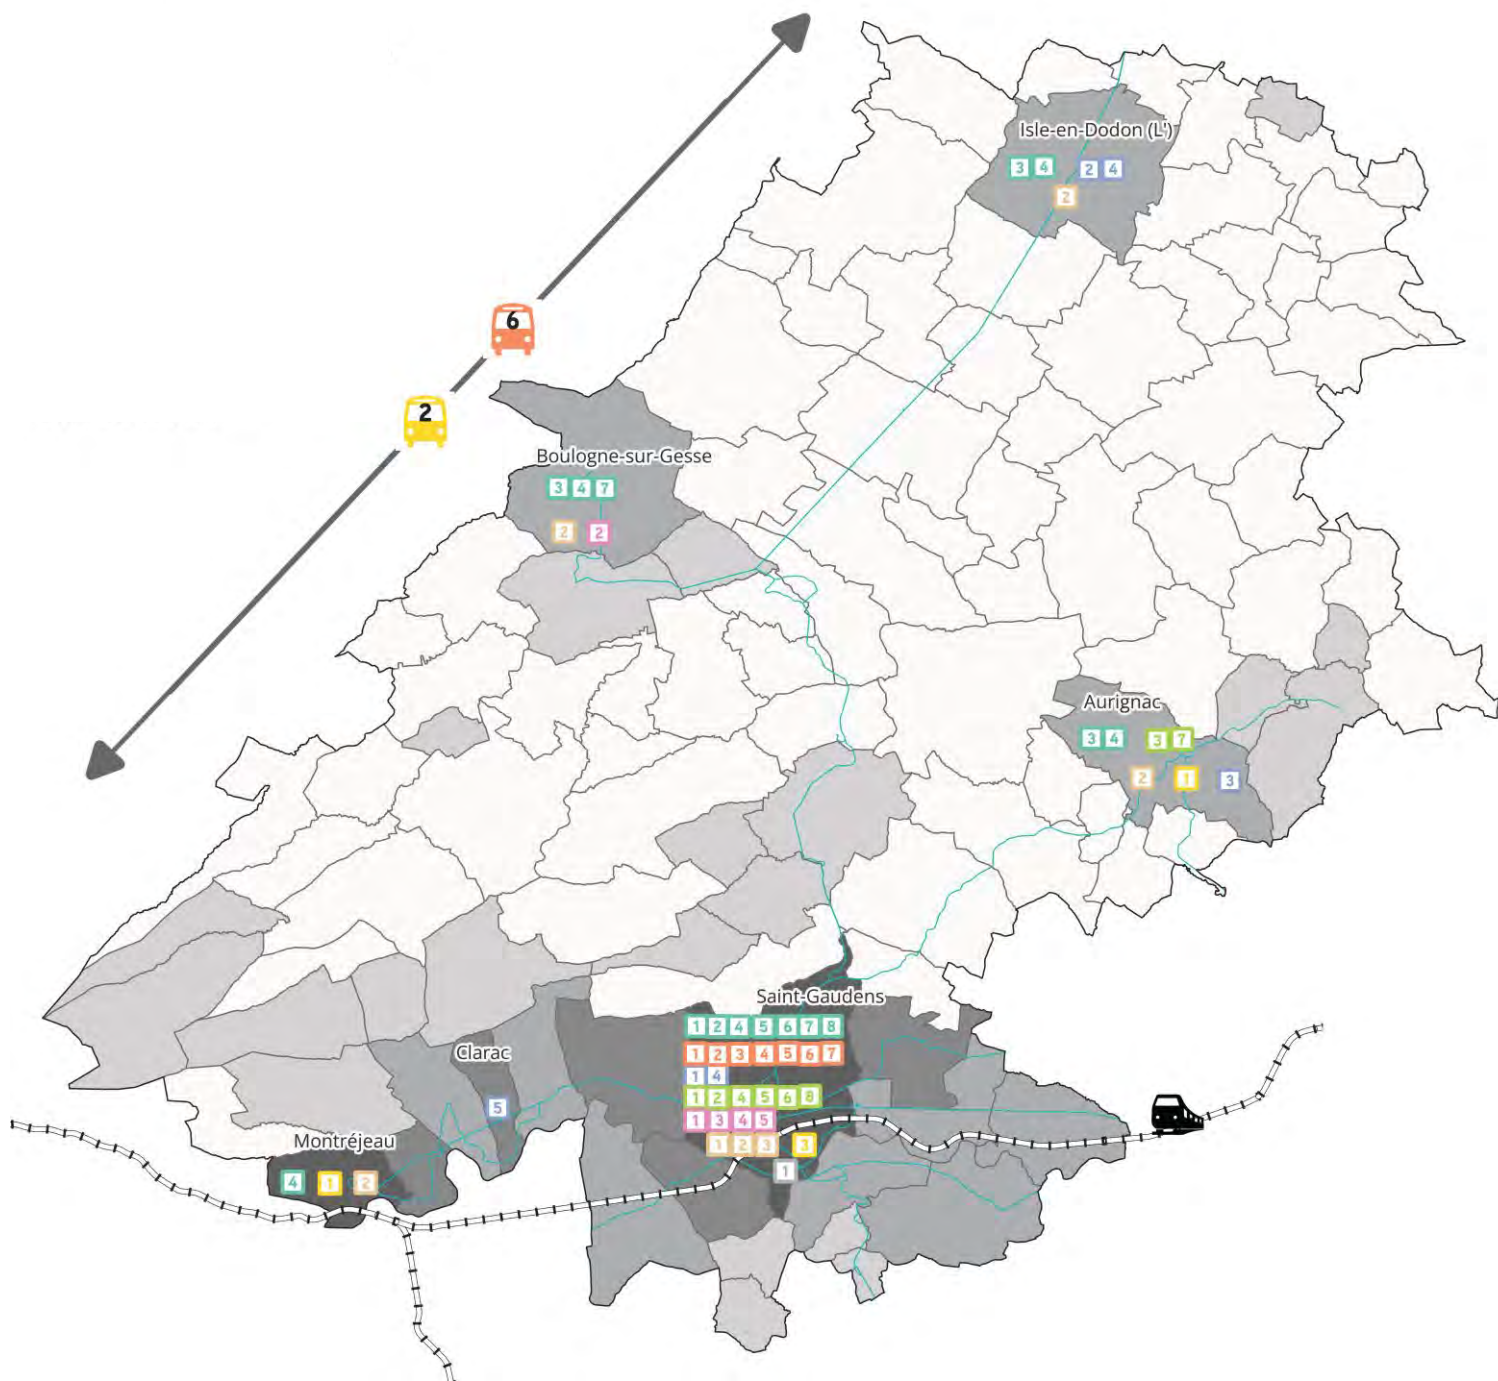 Isle-en-Dodon (L')
3 4 2 4
2
6
2
Boulogne-sur-Gesse
3 4 7
2 2
Aurignac
3 4 3 7
2 1 3
Saint-Gaudens
1 2 4 5 6 7 8
1 2 3 4 5 6 7
1 4
1 2 4 5 6 8
1 3 4 5
1 2 3 3
1
Clarac
5
Montréjeau
4 1 2